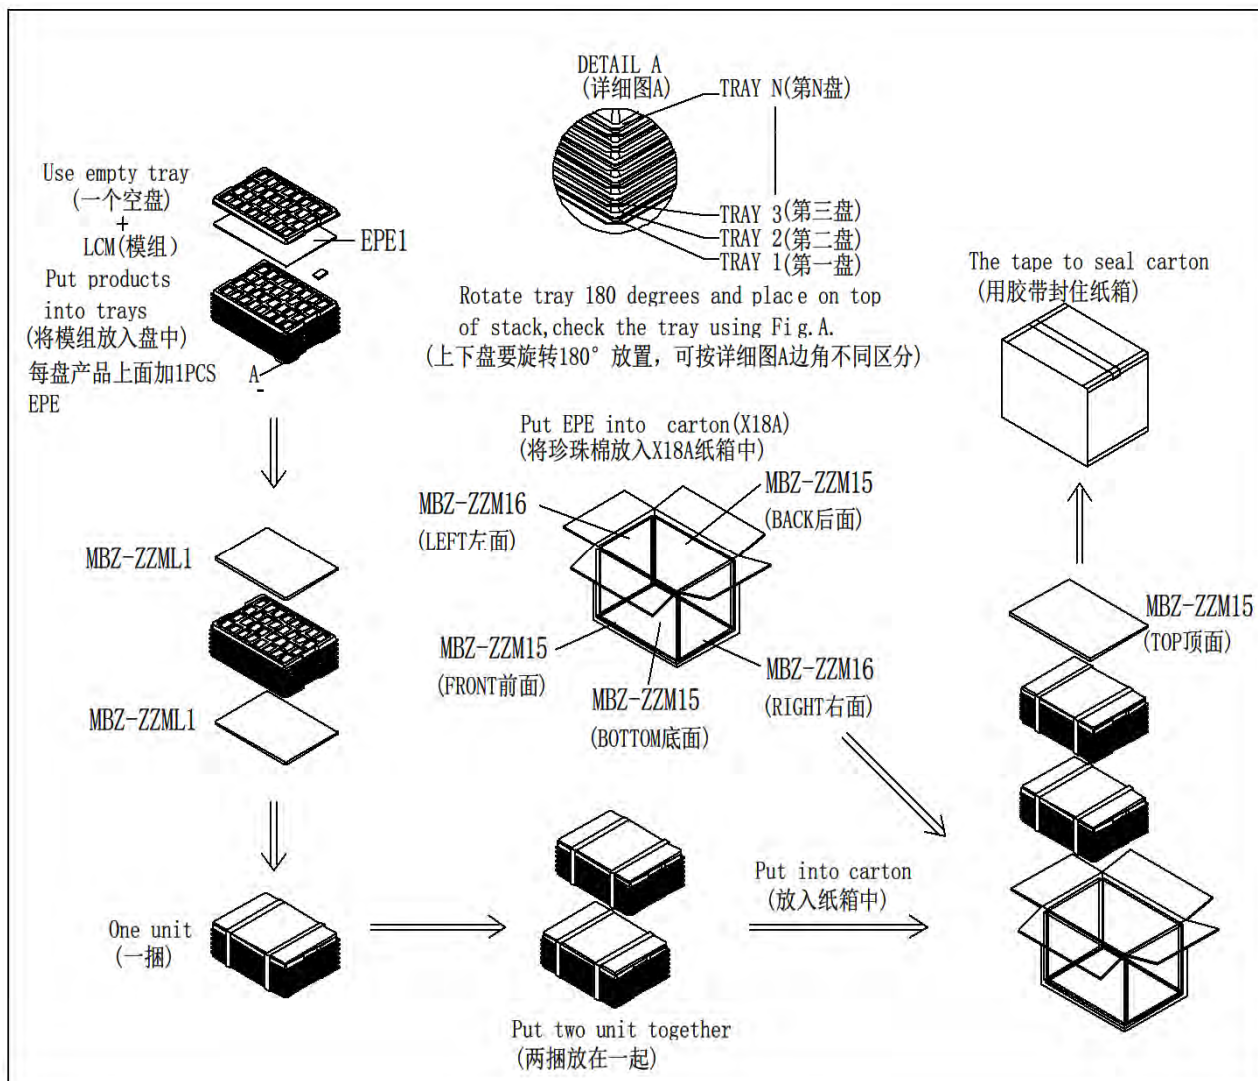 DETAIL A
(详细图A)
TRAY N(第N盘)
TRAY 3(第三盘)
TRAY 2(第二盘)
TRAY 1(第一盘)
Rotate tray 180 degrees and place on top
of stack,check the tray using Fig.A.
(上下盘要旋转180° 放置，可按详细图A边角不同区分)
Use empty tray
(一个空盘)
+
LCM(模组)
EPE1
Put products
into trays
(将模组放入盘中)
每盘产品上面加1PCS
EPE
A
The tape to seal carton
(用胶带封住纸箱)
Put EPE into carton(X18A)
(将珍珠棉放入X18A纸箱中)
MBZ-ZZM16
(LEFT左面)
MBZ-ZZM15
(BACK后面)
MBZ-ZZM15
(FRONT前面)
MBZ-ZZM15
(BOTTOM底面)
MBZ-ZZM16
(RIGHT右面)
MBZ-ZZML1
MBZ-ZZML1
MBZ-ZZM15
(TOP顶面)
One unit
(一捆)
Put two unit together
(两捆放在一起)
Put into carton
(放入纸箱中)